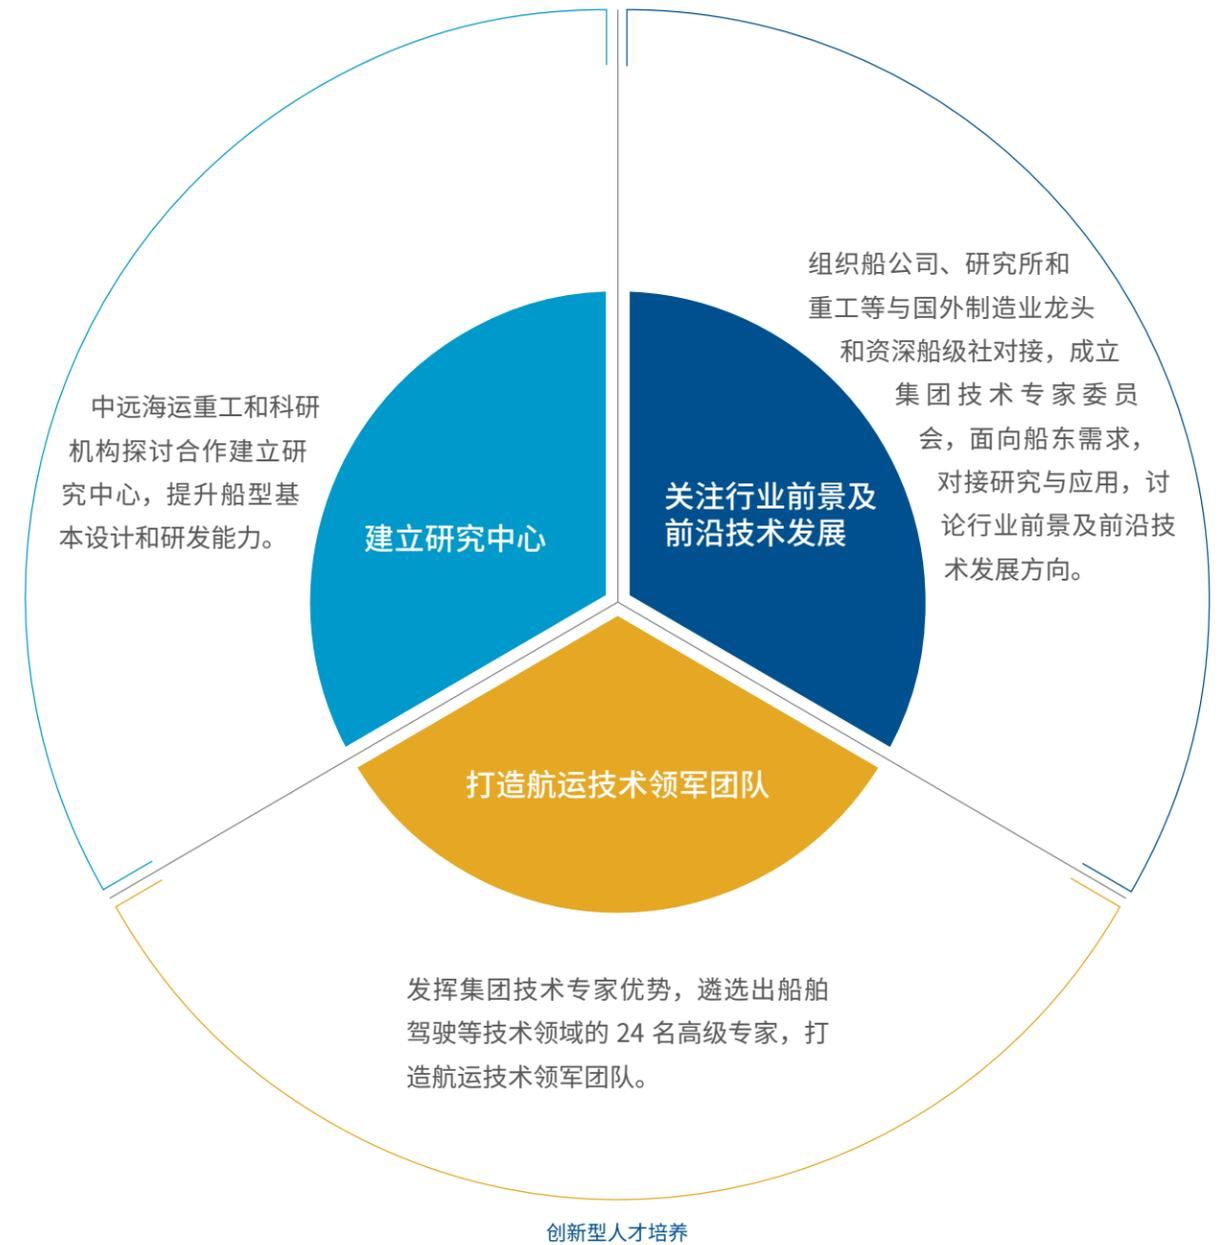 组织船公司、研究所和
重工等与国外制造业龙头
和资深船级社对接，成立
集团技术专家委员
会，面向船东需求，
对接研究与应用，讨
论行业前景及前沿技
术发展方向。
中远海运重工和科研
机构探讨合作建立研
究中心，提升船型基
本设计和研发能力。
建立研究中心
关注行业前景及
前沿技术发展
打造航运技术领军团队
发挥集团技术专家优势，遴选出船舶
驾驶等技术领域的 24 名高级专家，打
造航运技术领军团队。
创新型人才培养